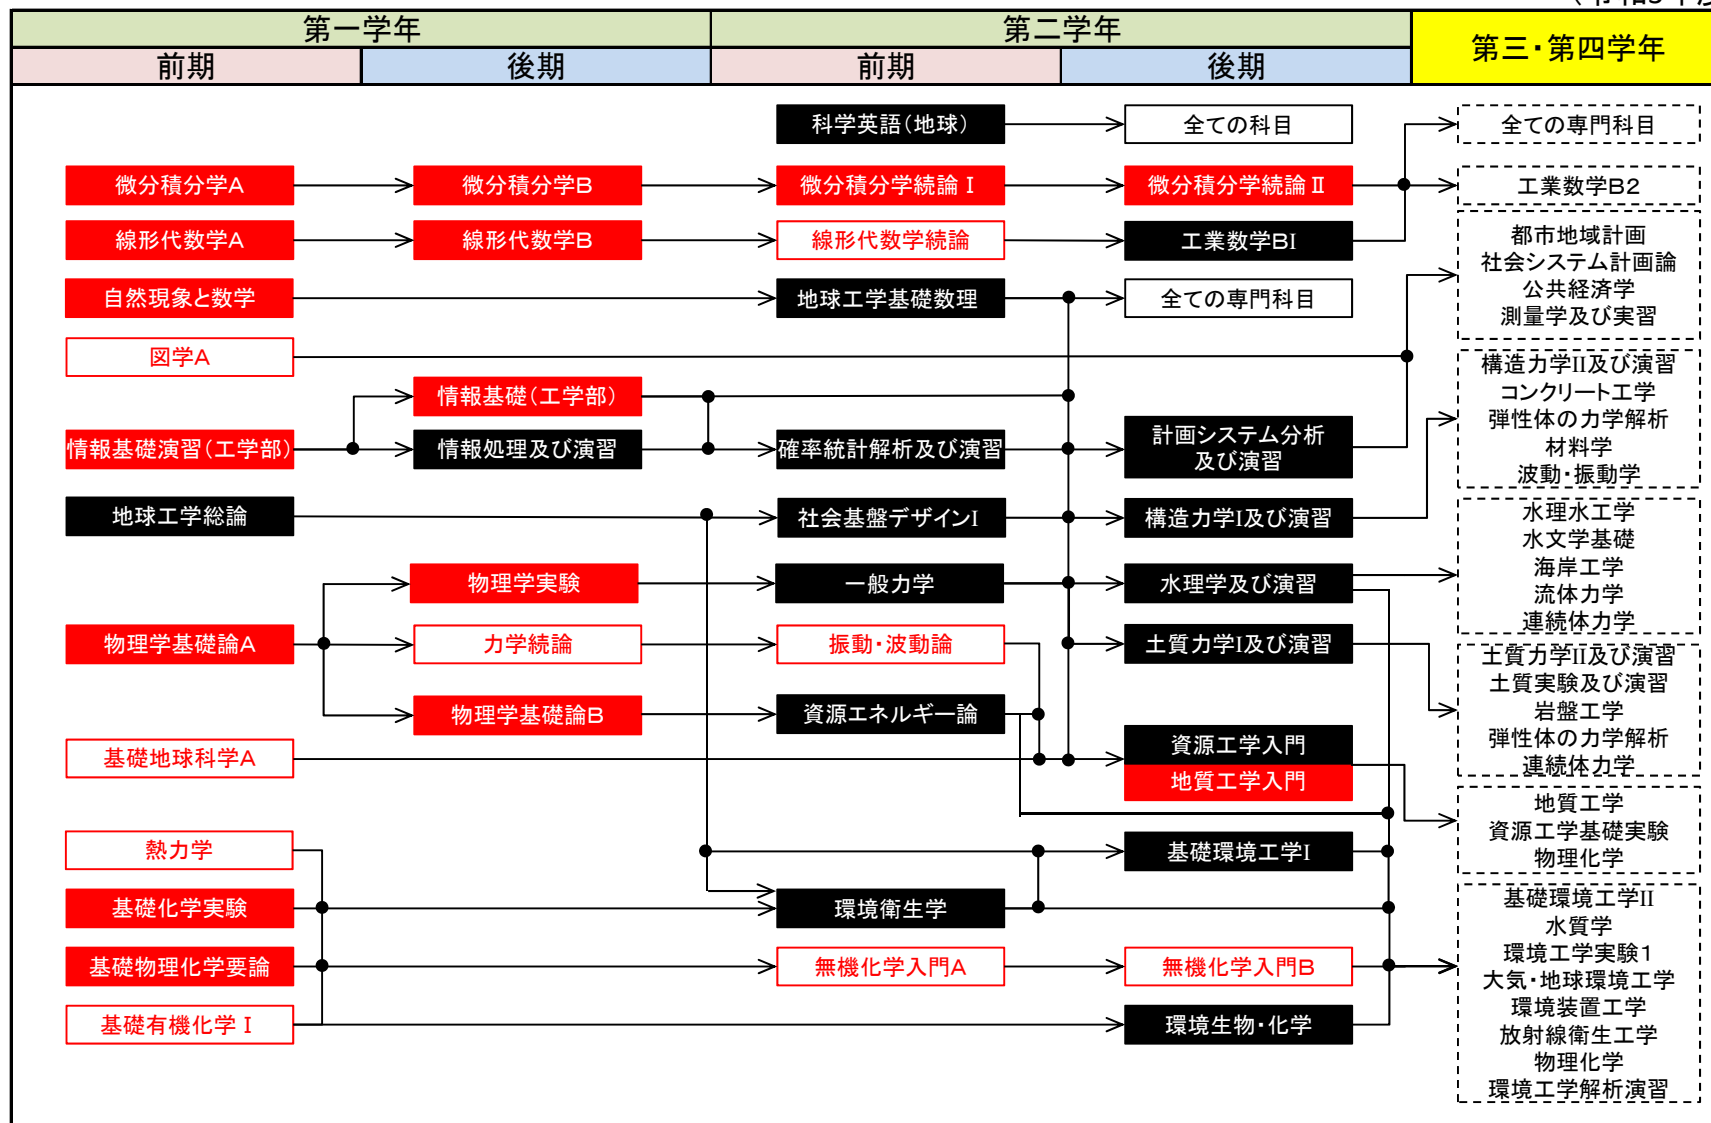 第一学年
第二学年
第三・第四学年
前期
後期
前期
後期
科学英語(地球)
全ての科目
全ての専門科目
微分積分学A
微分積分学B
微分積分学続論Ⅰ
微分積分学続論Ⅱ
工業数学B2
線形代数学A
線形代数学B
線形代数学続論
工業数学BI
都市地域計画
社会システム計画論
公共経済学
測量学及び実習
自然現象と数学
地球工学基礎数理
全ての専門科目
図学A
構造力学II及び演習
コンクリート工学
弾性体の力学解析
材料学
波動・振動学
情報基礎(工学部)
情報基礎演習(工学部)
情報処理及び演習
確率統計解析及び演習
計画システム分析
及び演習
地球工学総論
社会基盤デザインI
構造力学I及び演習
水理水工学
水文学基礎
海岸工学
流体力学
連続体力学
物理学実験
一般力学
水理学及び演習
物理学基礎論A
力学続論
振動・波動論
土質力学I及び演習
土質力学II及び演習
土質実験及び演習
岩盤工学
弾性体の力学解析
連続体力学
物理学基礎論B
資源エネルギー論
基礎地球科学A
資源工学入門
地質工学入門
地質工学
資源工学基礎実験
物理化学
熱力学
基礎環境工学I
基礎化学実験
環境衛生学
基礎環境工学II
水質学
環境工学実験1
大気・地球環境工学
環境装置工学
放射線衛生工学
物理化学
環境工学解析演習
基礎物理化学要論
無機化学入門A
無機化学入門B
基礎有機化学Ⅰ
環境生物・化学